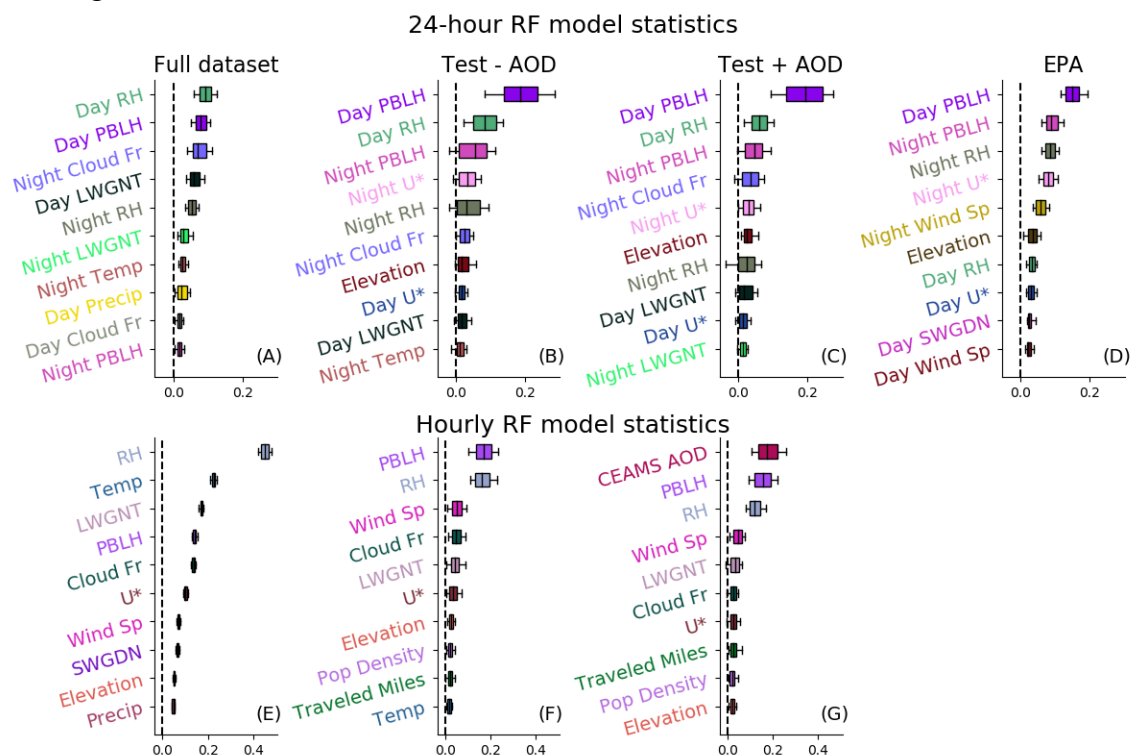 24-hour RF model statistics
Full dataset
Day RH
Day PBLH
Night Cloud Fr
Day LWGNT
Night RH
Night LWGNT
Night Temp
Day Precip
Day Cloud Fr
Night PBLH
(A)
0.0 0.2
Test - AOD
Day PBLH
Day RH
Night PBLH
Night U*
Night RH
Night Cloud Fr
Elevation
Day U*
Day LWGNT
Night Temp
(B)
0.0 0.2
Test + AOD
Day PBLH
Day RH
Night PBLH
Night Cloud Fr
Night U*
Elevation
Night RH
Day LWGNT
Day U*
Night LWGNT
(C)
0.0 0.2
EPA
Day PBLH
Night PBLH
Night RH
Night U*
Night Wind Sp
Elevation
Day RH
Day U*
Day SWGDN
Day Wind Sp
(D)
0.0 0.2
Hourly RF model statistics
RH
Temp
LWGNT
PBLH
Cloud Fr
U*
Wind Sp
SWGDN
Elevation
Precip
(E)
0.0 0.2 0.4
PBLH
RH
Wind Sp
Cloud Fr
LWGNT
U*
Elevation
Pop Density
Traveled Miles
Temp
(F)
0.0 0.2 0.4
CEAMS AOD
PBLH
RH
Wind Sp
LWGNT
Cloud Fr
U*
Traveled Miles
Pop Density
Elevation
(G)
0.0 0.2 0.4